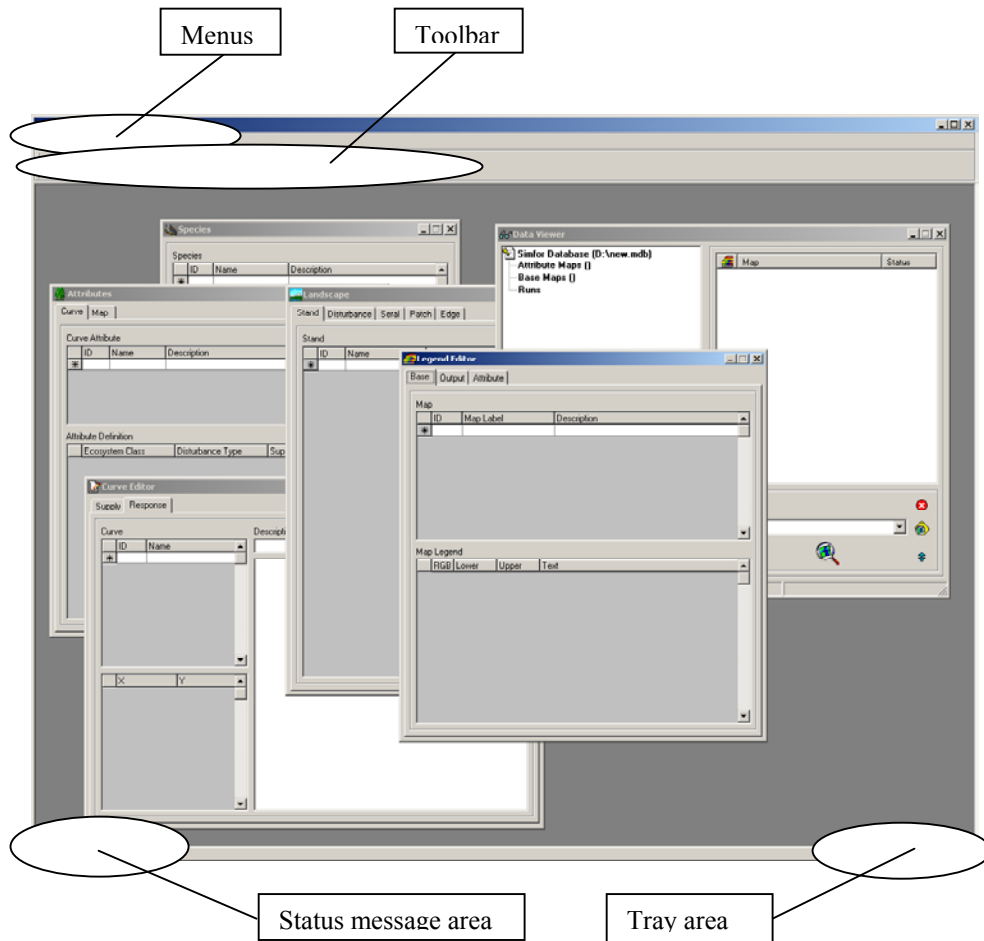 Menus
Toolbar
Species
Species
ID Name Description
Data Viewer
Simfor Database (D:\new.mdb)
Attribute Maps ()
Base Maps ()
Runs
Map Status
Attributes
Curve Map
Curve Attribute
ID Name Description
Attribute Definition
Ecosystem Class Disturbance Type Sup
Landscape
Stand Disturbance Seral Patch Edge
Stand
ID Name
Legend Editor
Base Output Attribute
Map
ID Map Label Description
Map Legend
RGB Lower Upper Text
Curve Editor
Supply Response
Curve
Descripti
ID Name
X Y
Status message area
Tray area